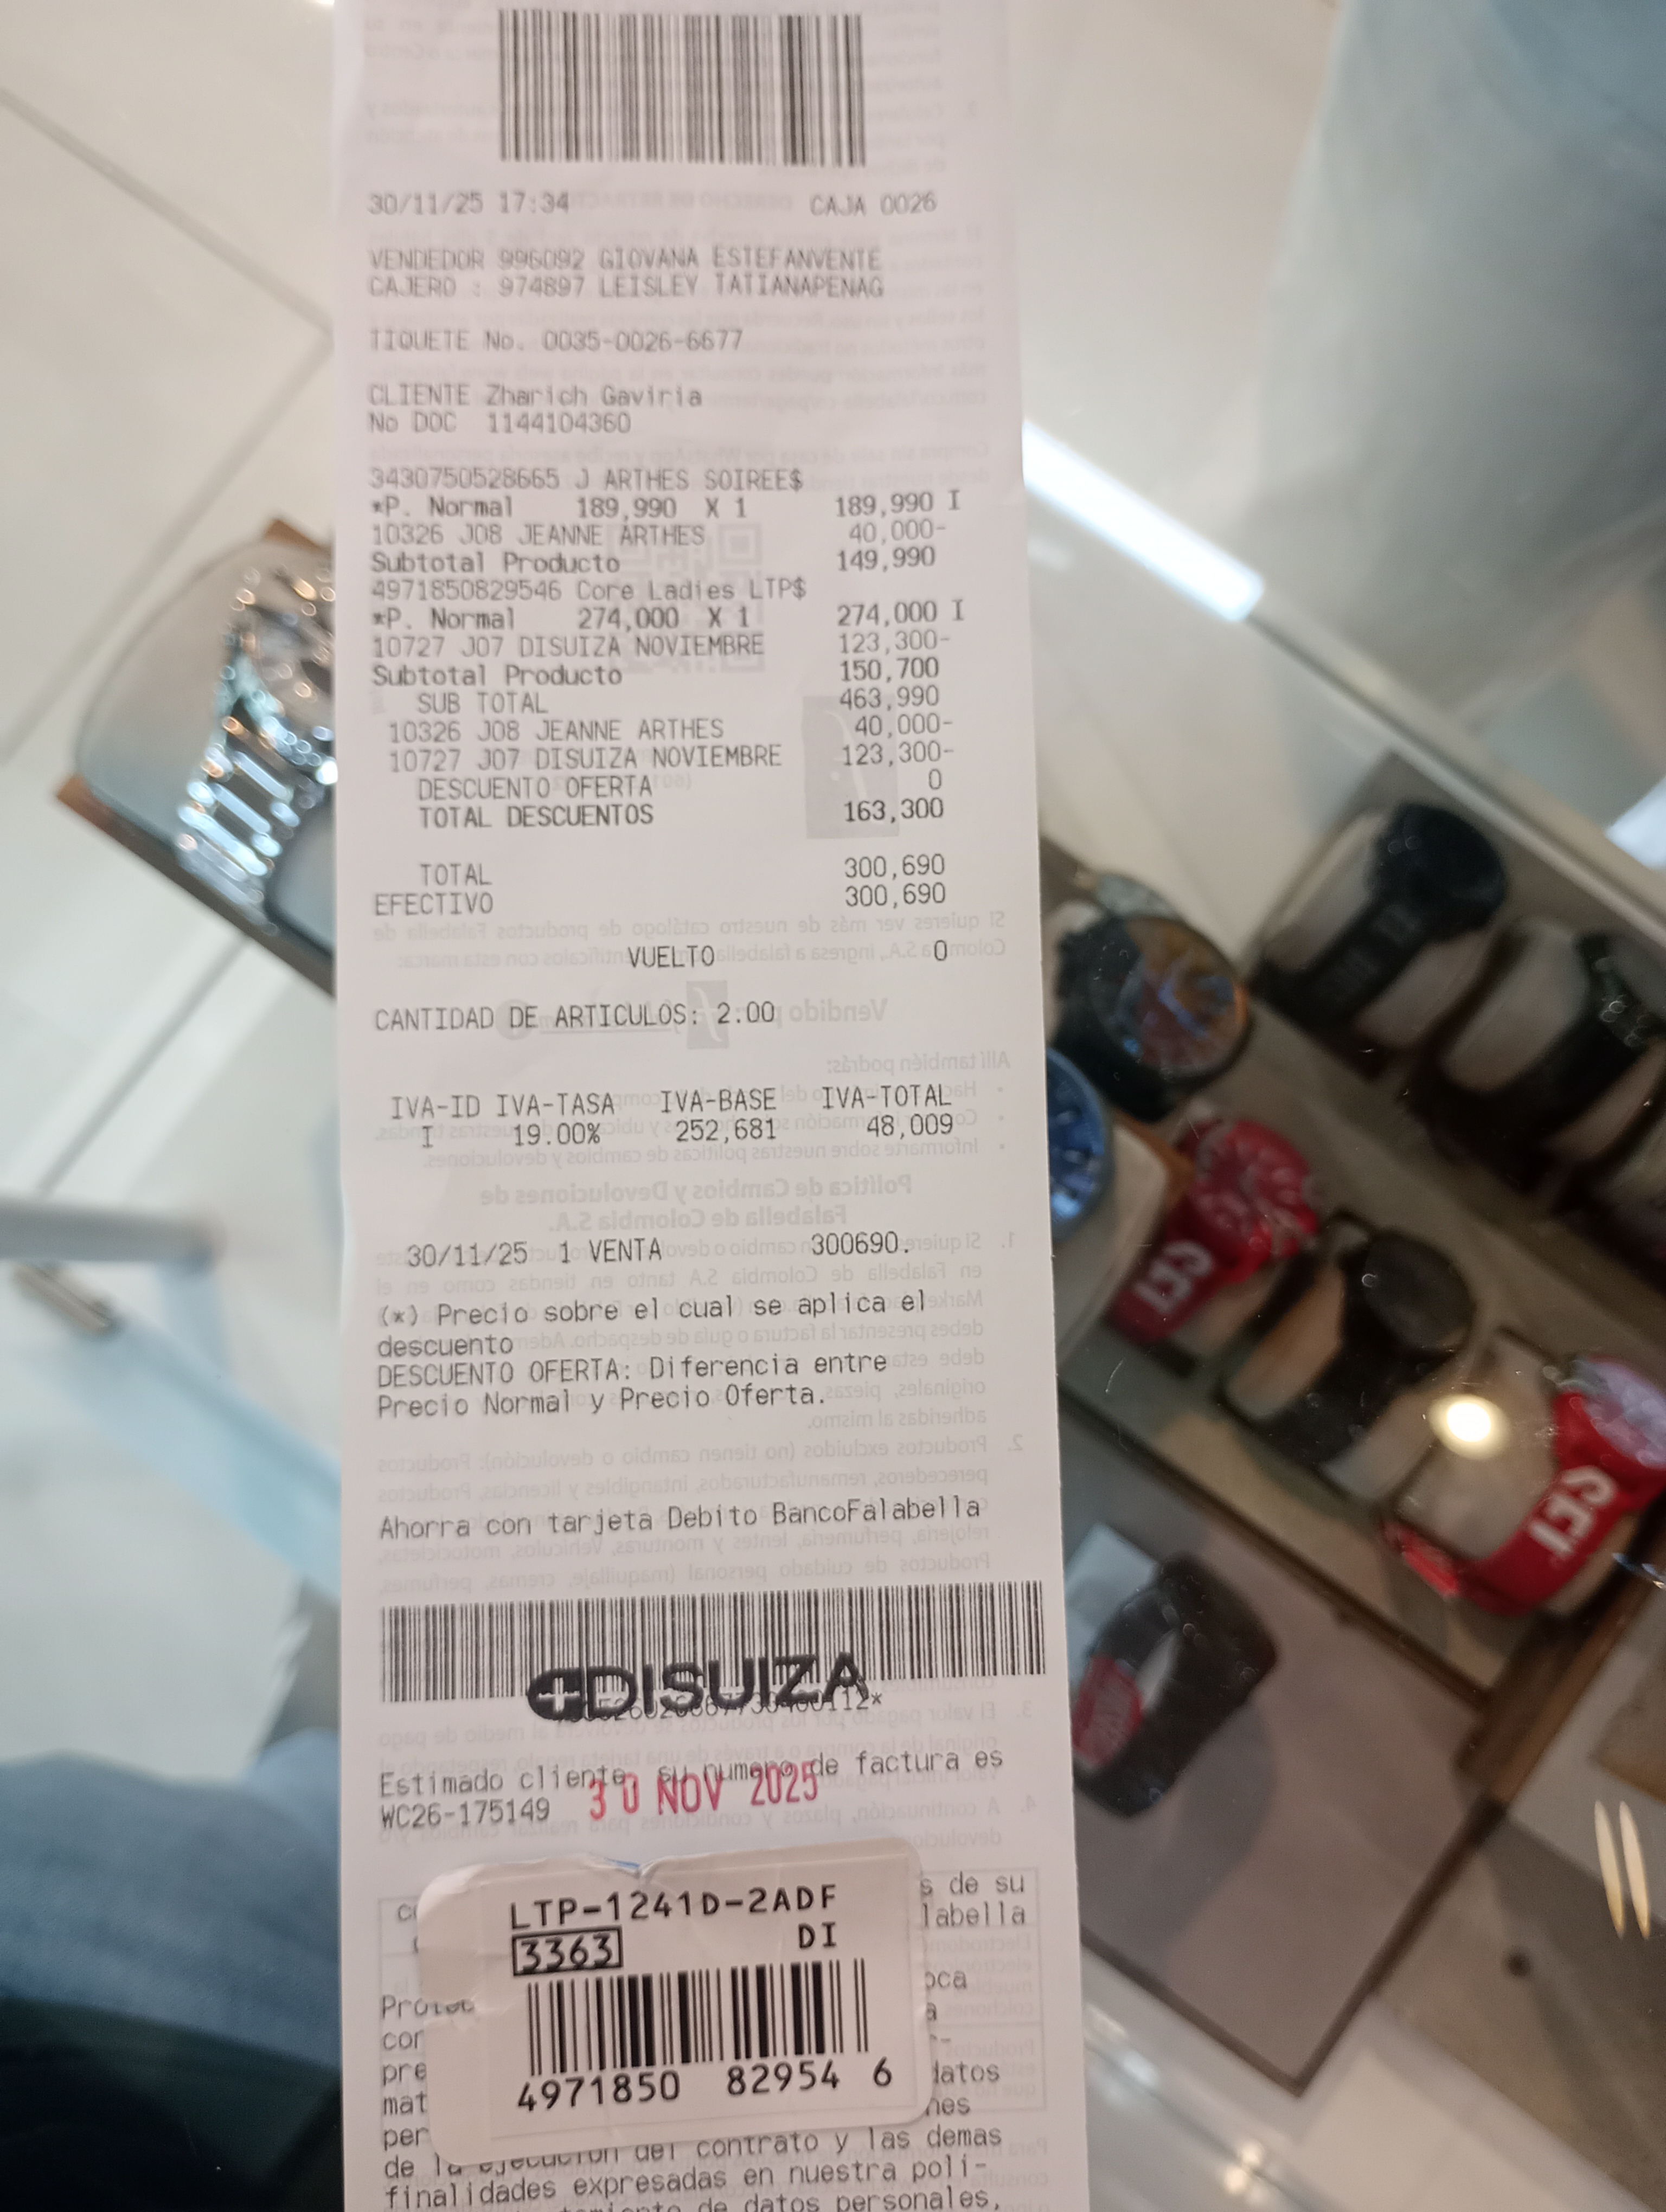 30/11/25 17:34 CAJA 0026
VENDEDOR 996092 GIOVANA ESTEFANVENTE
CAJERO : 974897 LEISLEY TATIANAPENAG
TIQUETE No. 0035-0026-6677
CLIENTE Zharich Gaviria
No DOC 1144104360
3430750528665 J ARTHES SOIREE$
*P. Normal 189,990 X 1 189,990 I
10326 J08 JEANNE ARTHES 40,000-
Subtotal Producto 149,990
4971850829546 Core Ladies LTP$
*P. Normal 274,000 X 1 274,000 I
10727 J07 DISUIZA NOVIEMBRE 123,300-
Subtotal Producto 150,700
SUB TOTAL 463,990
10326 J08 JEANNE ARTHES 40,000-
10727 J07 DISUIZA NOVIEMBRE 123,300-
DESCUENTO OFERTA 0
TOTAL DESCUENTOS 163,300
TOTAL 300,690
EFECTIVO 300,690
VUELTO 0
CANTIDAD DE ARTICULOS: 2:00
IVA-ID IVA-TASA IVA-BASE IVA-TOTAL
I 19.00% 252,681 48,009
30/11/25 1 VENTA 300690.
(*) Precio sobre el cual se aplica el
descuento
DESCUENTO OFERTA: Diferencia entre
Precio Normal y Precio Oferta.
Ahorra con tarjeta Debito BancoFalabella
DISUIZA
Estimado cliente, su numero de factura es
WC26-175149
30 NOV 2025
LTP-1241D-2ADF
3363 DI
4971850 82954 6
s de su
labella
de la ejecucion del contrato y las demas
finalidades expresadas en nuestra poli-
de datos personales,